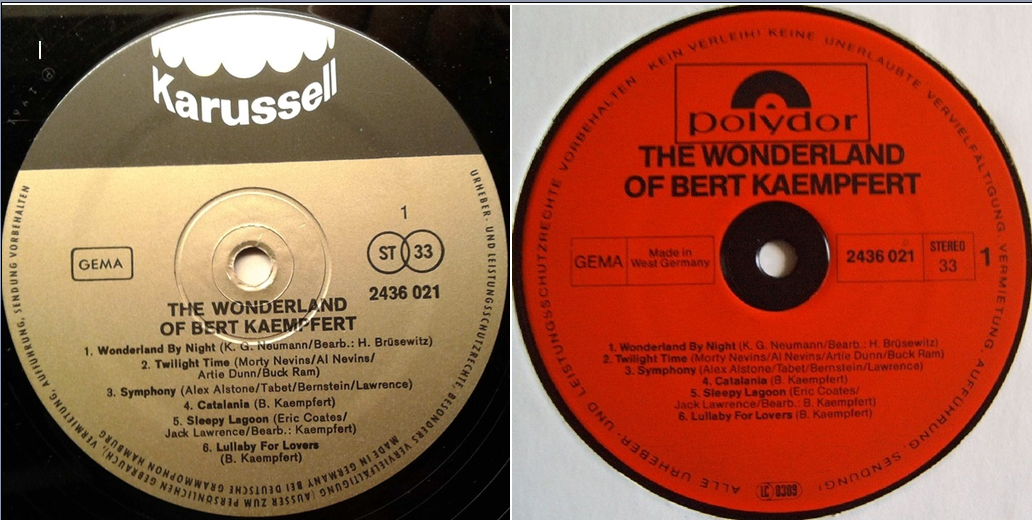 Karussell
1
ST 33
GEMA
2436 021
THE WONDERLAND
OF BERT KAEMPFERT
1. Wonderland By Night (K. G. Neumann/Bearb.: H. Brüsewitz)
2. Twilight Time (Morty Nevins/Al Nevins/
Artie Dunn/Buck Ram)
3. Symphony (Alex Alstone/Tabet/Bernstein/Lawrence)
4. Catalania (B. Kaempfert)
5. Sleepy Lagoon (Eric Coates/
Jack Lawrence/Bearb.: Kaempfert)
6. Lullaby For Lovers
(B. Kaempfert)
URHEBER- UND LEISTUNGSSCHUTZRECHTE, BESONDERS VERVIELFÄLTIGUNG (AUSSER ZUM PERSÖNLICHEN GEBRAUCH), VERMIETUNG, AUFFÜHRUNG, SENDUNG VORBEHALTEN
MADE IN GERMANY BEI DEUTSCHE GRAMMOPHON HAMBURG
polydor
THE WONDERLAND
OF BERT KAEMPFERT
GEMA
Made in
West Germany
2436 021
STEREO
33
1
1. Wonderland By Night (K. G. Neumann/Bearb.: H. Brüsewitz)
2. Twilight Time (Morty Nevins/Al Nevins/Artie Dunn/Buck Ram)
3. Symphony (Alex Alstone/Tabet/Bernstein/Lawrence)
4. Catalania (B. Kaempfert)
5. Sleepy Lagoon (Eric Coates/
Jack Lawrence/Bearb.: B. Kaempfert)
6. Lullaby For Lovers (B. Kaempfert)
ALLE URHEBER- UND LEISTUNGSSCHUTZRECHTE VORBEHALTEN KEIN VERLEIH! KEINE UNERLAUBTE VERVIELFÄLTIGUNG, VERMIETUNG, AUFFÜHRUNG, SENDUNG!
LC 0309